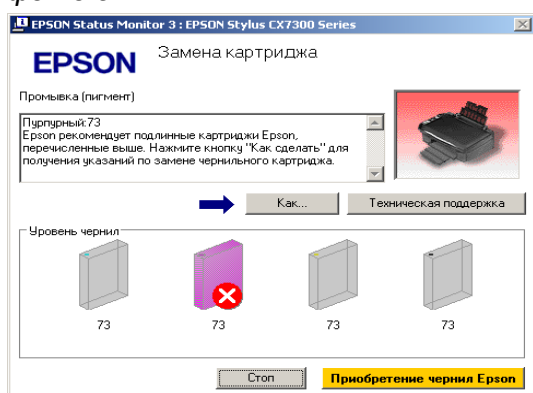 EPSON Status Monitor 3 : EPSON Stylus CX7300 Series
EPSON
Замена картриджа
Промывка (пигмент)
Пурпурный:73
Epson рекомендует подлинные картриджи Epson,
перечисленные выше. Нажмите кнопку "Как сделать" для
получения указаний по замене чернильного картриджа.
Как...
Техническая поддержка
Уровень чернил
73
73
73
73
Стоп
Приобретение чернил Epson